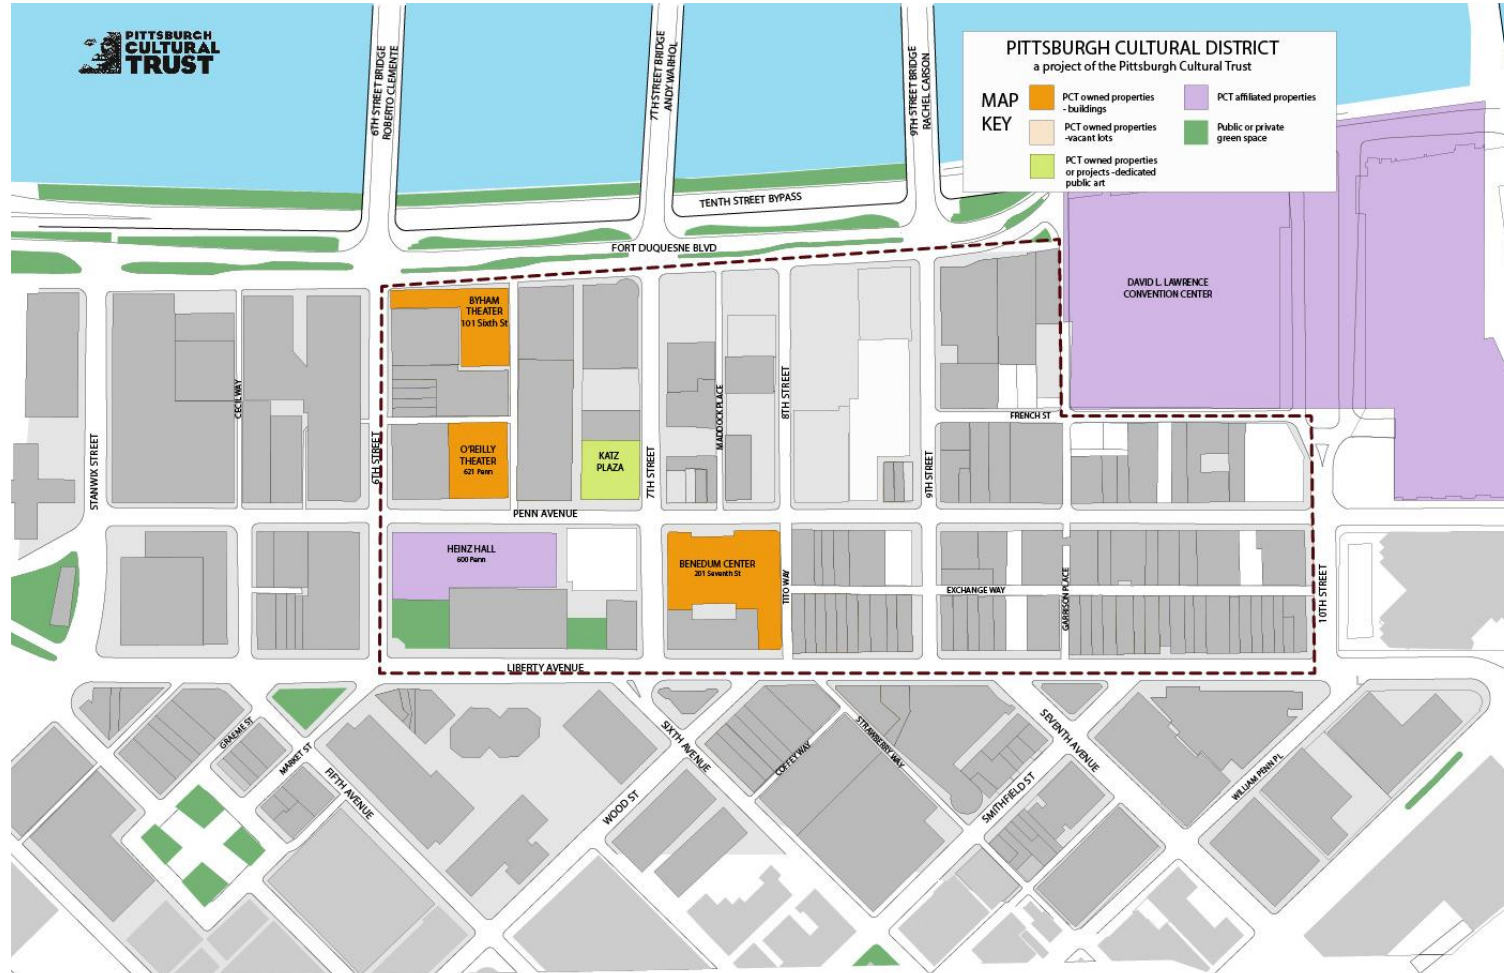 PITTSBURGH
CULTURAL
TRUST
6TH STREET BRIDGE
ROBERTO CLEMENTE
7TH STREET BRIDGE
ANDY WARHOL
9TH STREET BRIDGE
RACHEL CARSON
PITTSBURGH CULTURAL DISTRICT
a project of the Pittsburgh Cultural Trust
MAP
KEY
PCT owned properties
- buildings
PCT owned properties
-vacant lots
PCT owned properties
or projects -dedicated
public art
PCT affiliated properties
Public or private
green space
TENTH STREET BYPASS
FORT DUQUESNE BLVD
DAVID L. LAWRENCE
CONVENTION CENTER
BYHAM
THEATER
101 Sixth St
CECIL WAY
MADDOCK PLACE
8TH STREET
FRENCH ST
STANWIX STREET
6TH STREET
O'REILLY
THEATER
621 Penn
KATZ
PLAZA
7TH STREET
9TH STREET
PENN AVENUE
HEINZ HALL
600 Penn
BENEDUM CENTER
201 Seventh St
TITO WAY
EXCHANGE WAY
GARRISON PLACE
10TH STREET
LIBERTY AVENUE
GRAEME ST
MARKET ST
FIFTH AVENUE
SIXTH AVENUE
WOOD ST
COFFEY WAY
STRAWBERRY WAY
SMITHFIELD ST
SEVENTH AVENUE
WILLIAM PENN PL